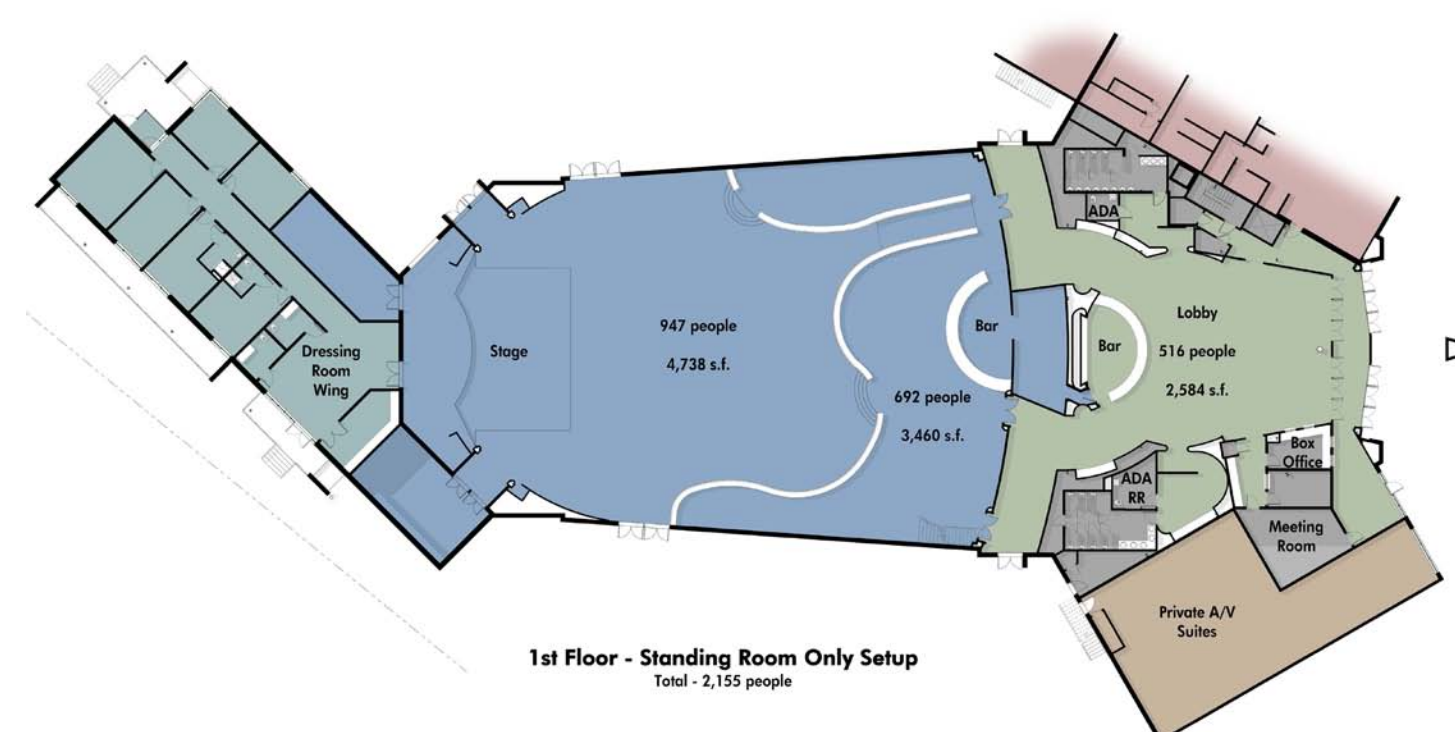 ADA
Lobby
516 people
2,584 s.f.
Bar
Bar
947 people
4,738 s.f.
Stage
Dressing
Room
Wing
692 people
3,460 s.f.
Box
Office
ADA
RR
Meeting
Room
Private A/V
Suites
1st Floor - Standing Room Only Setup
Total - 2,155 people